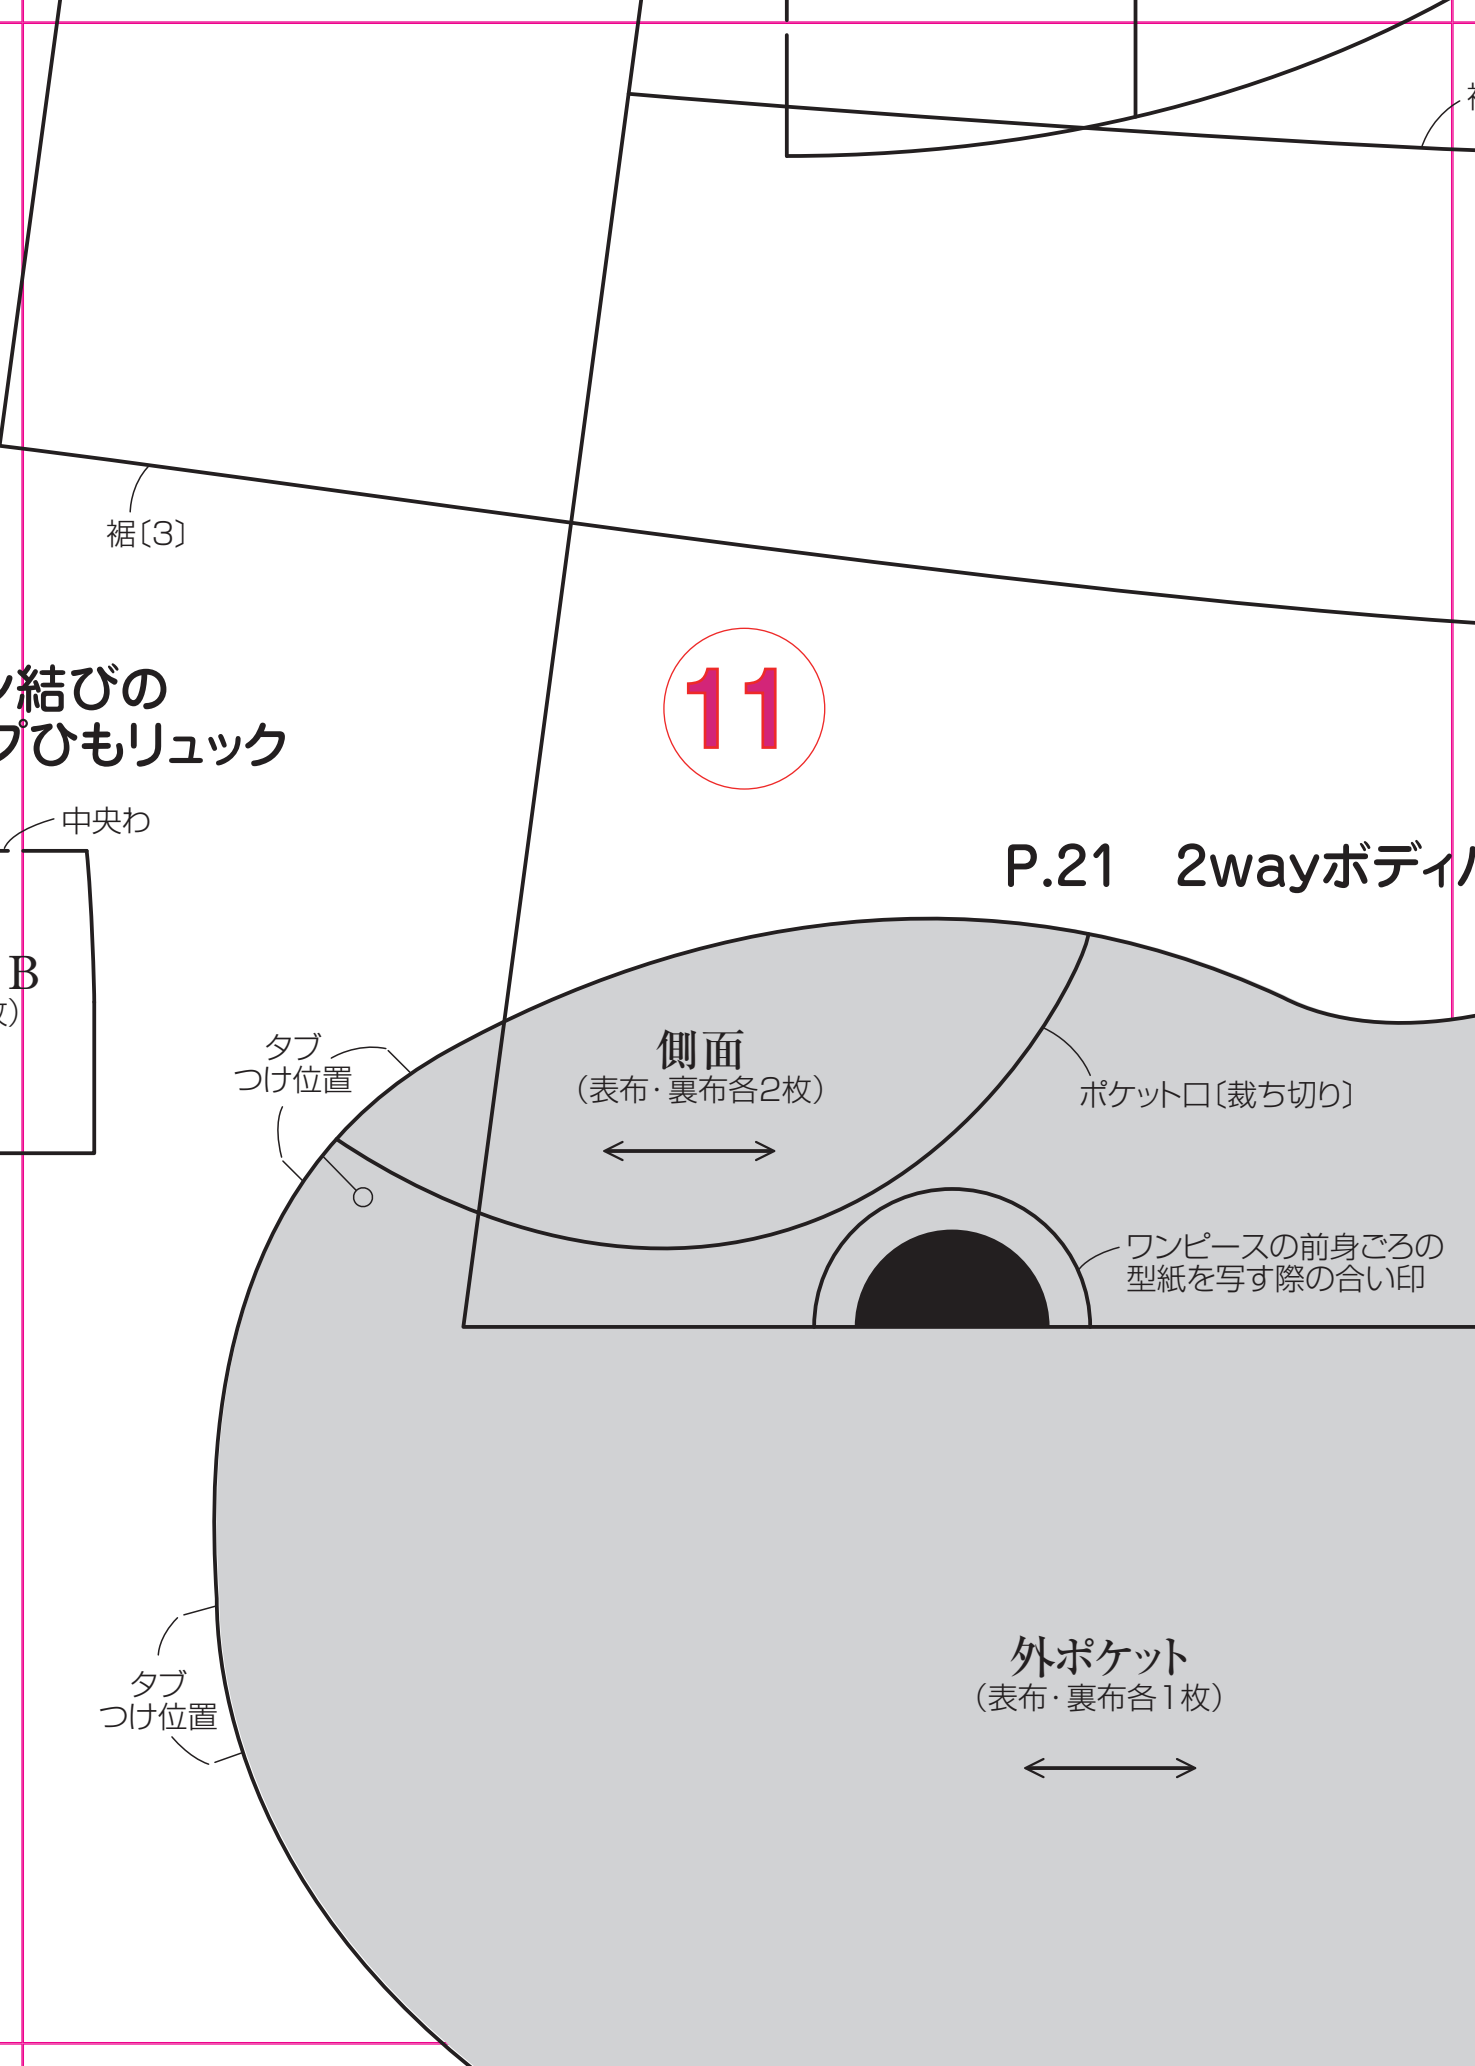 裾〔3〕
ン結びの
プひもリュック
中央わ
B
枚）
11
P.21　2wayボディバ
タブ
つけ位置
側面
（表布・裏布各2枚）
ポケット口〔裁ち切り〕
ワンピースの前身ごろの
型紙を写す際の合い印
外ポケット
（表布・裏布各1枚）
タブ
つけ位置